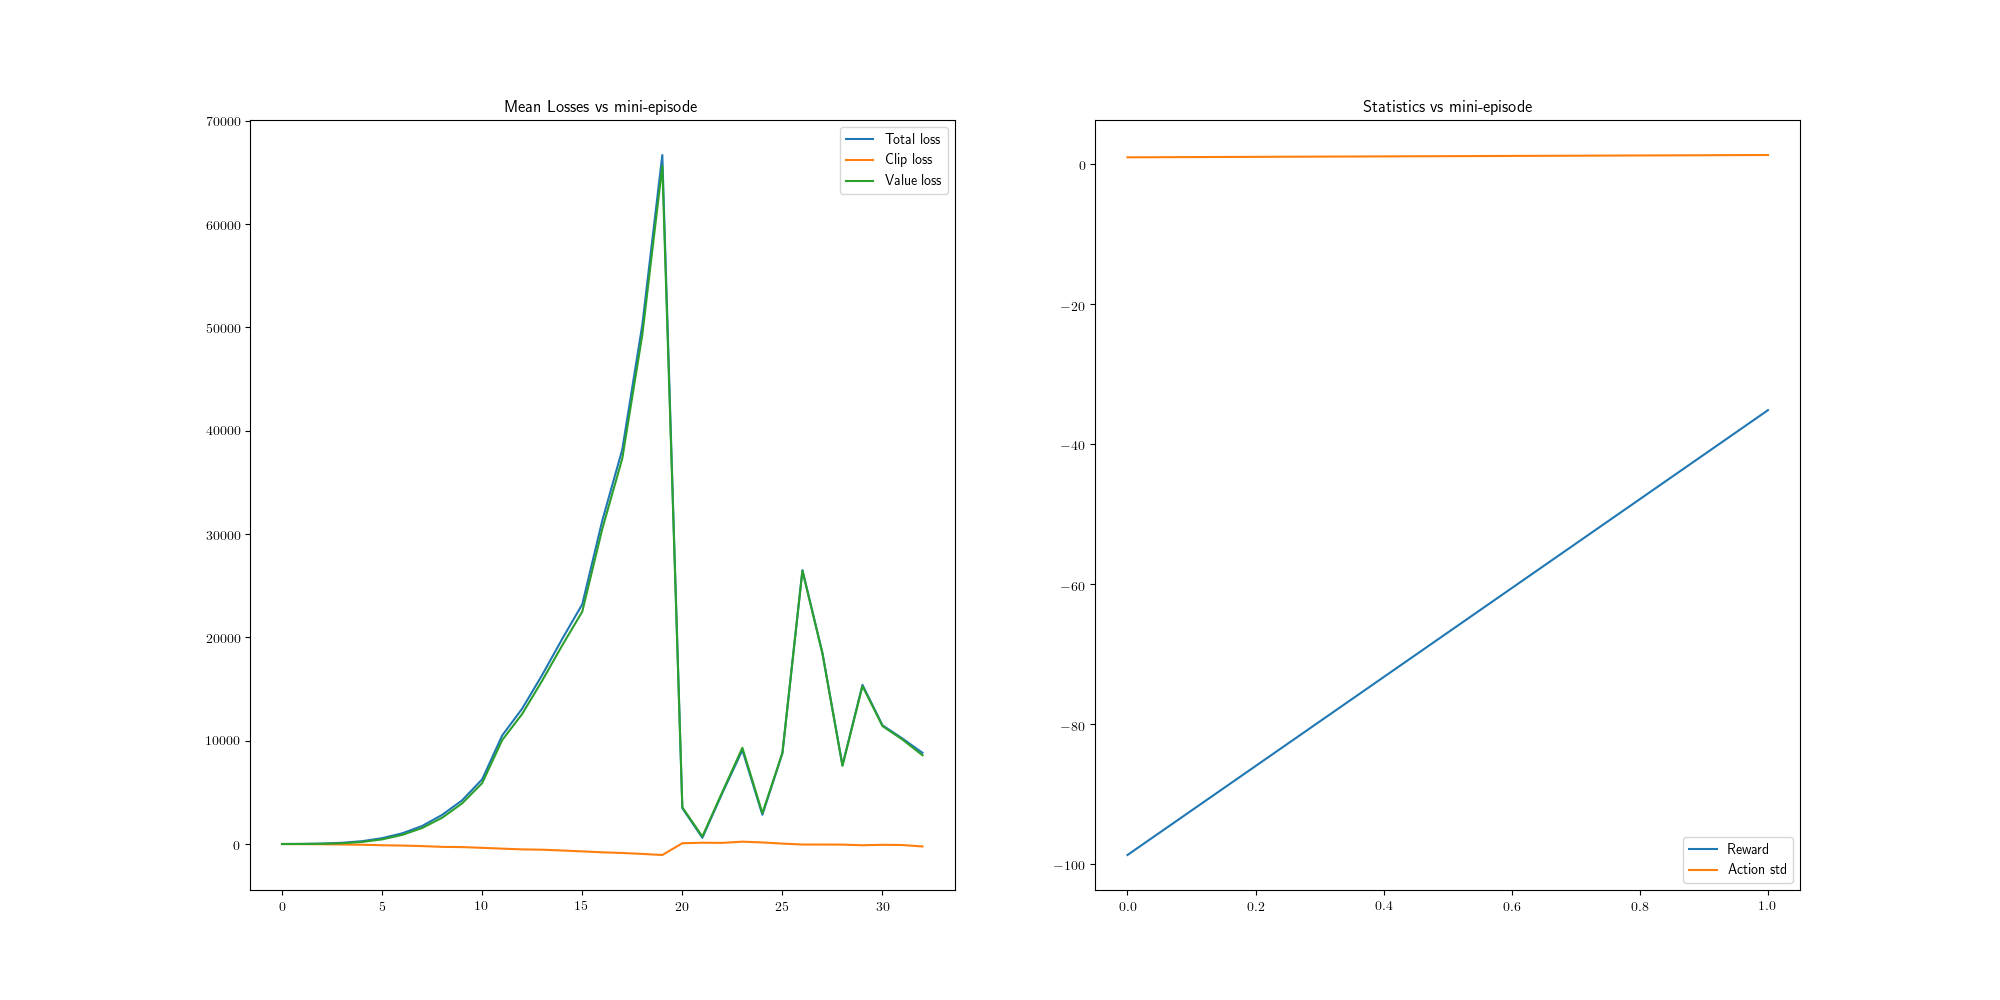 Mean Losses vs mini-episode
70000
60000
50000
40000
30000
20000
10000
0
0 5 10 15 20 25 30
Total loss
Clip loss
Value loss
Statistics vs mini-episode
0
−20
−40
−60
−80
−100
0.0 0.2 0.4 0.6 0.8 1.0
Reward
Action std